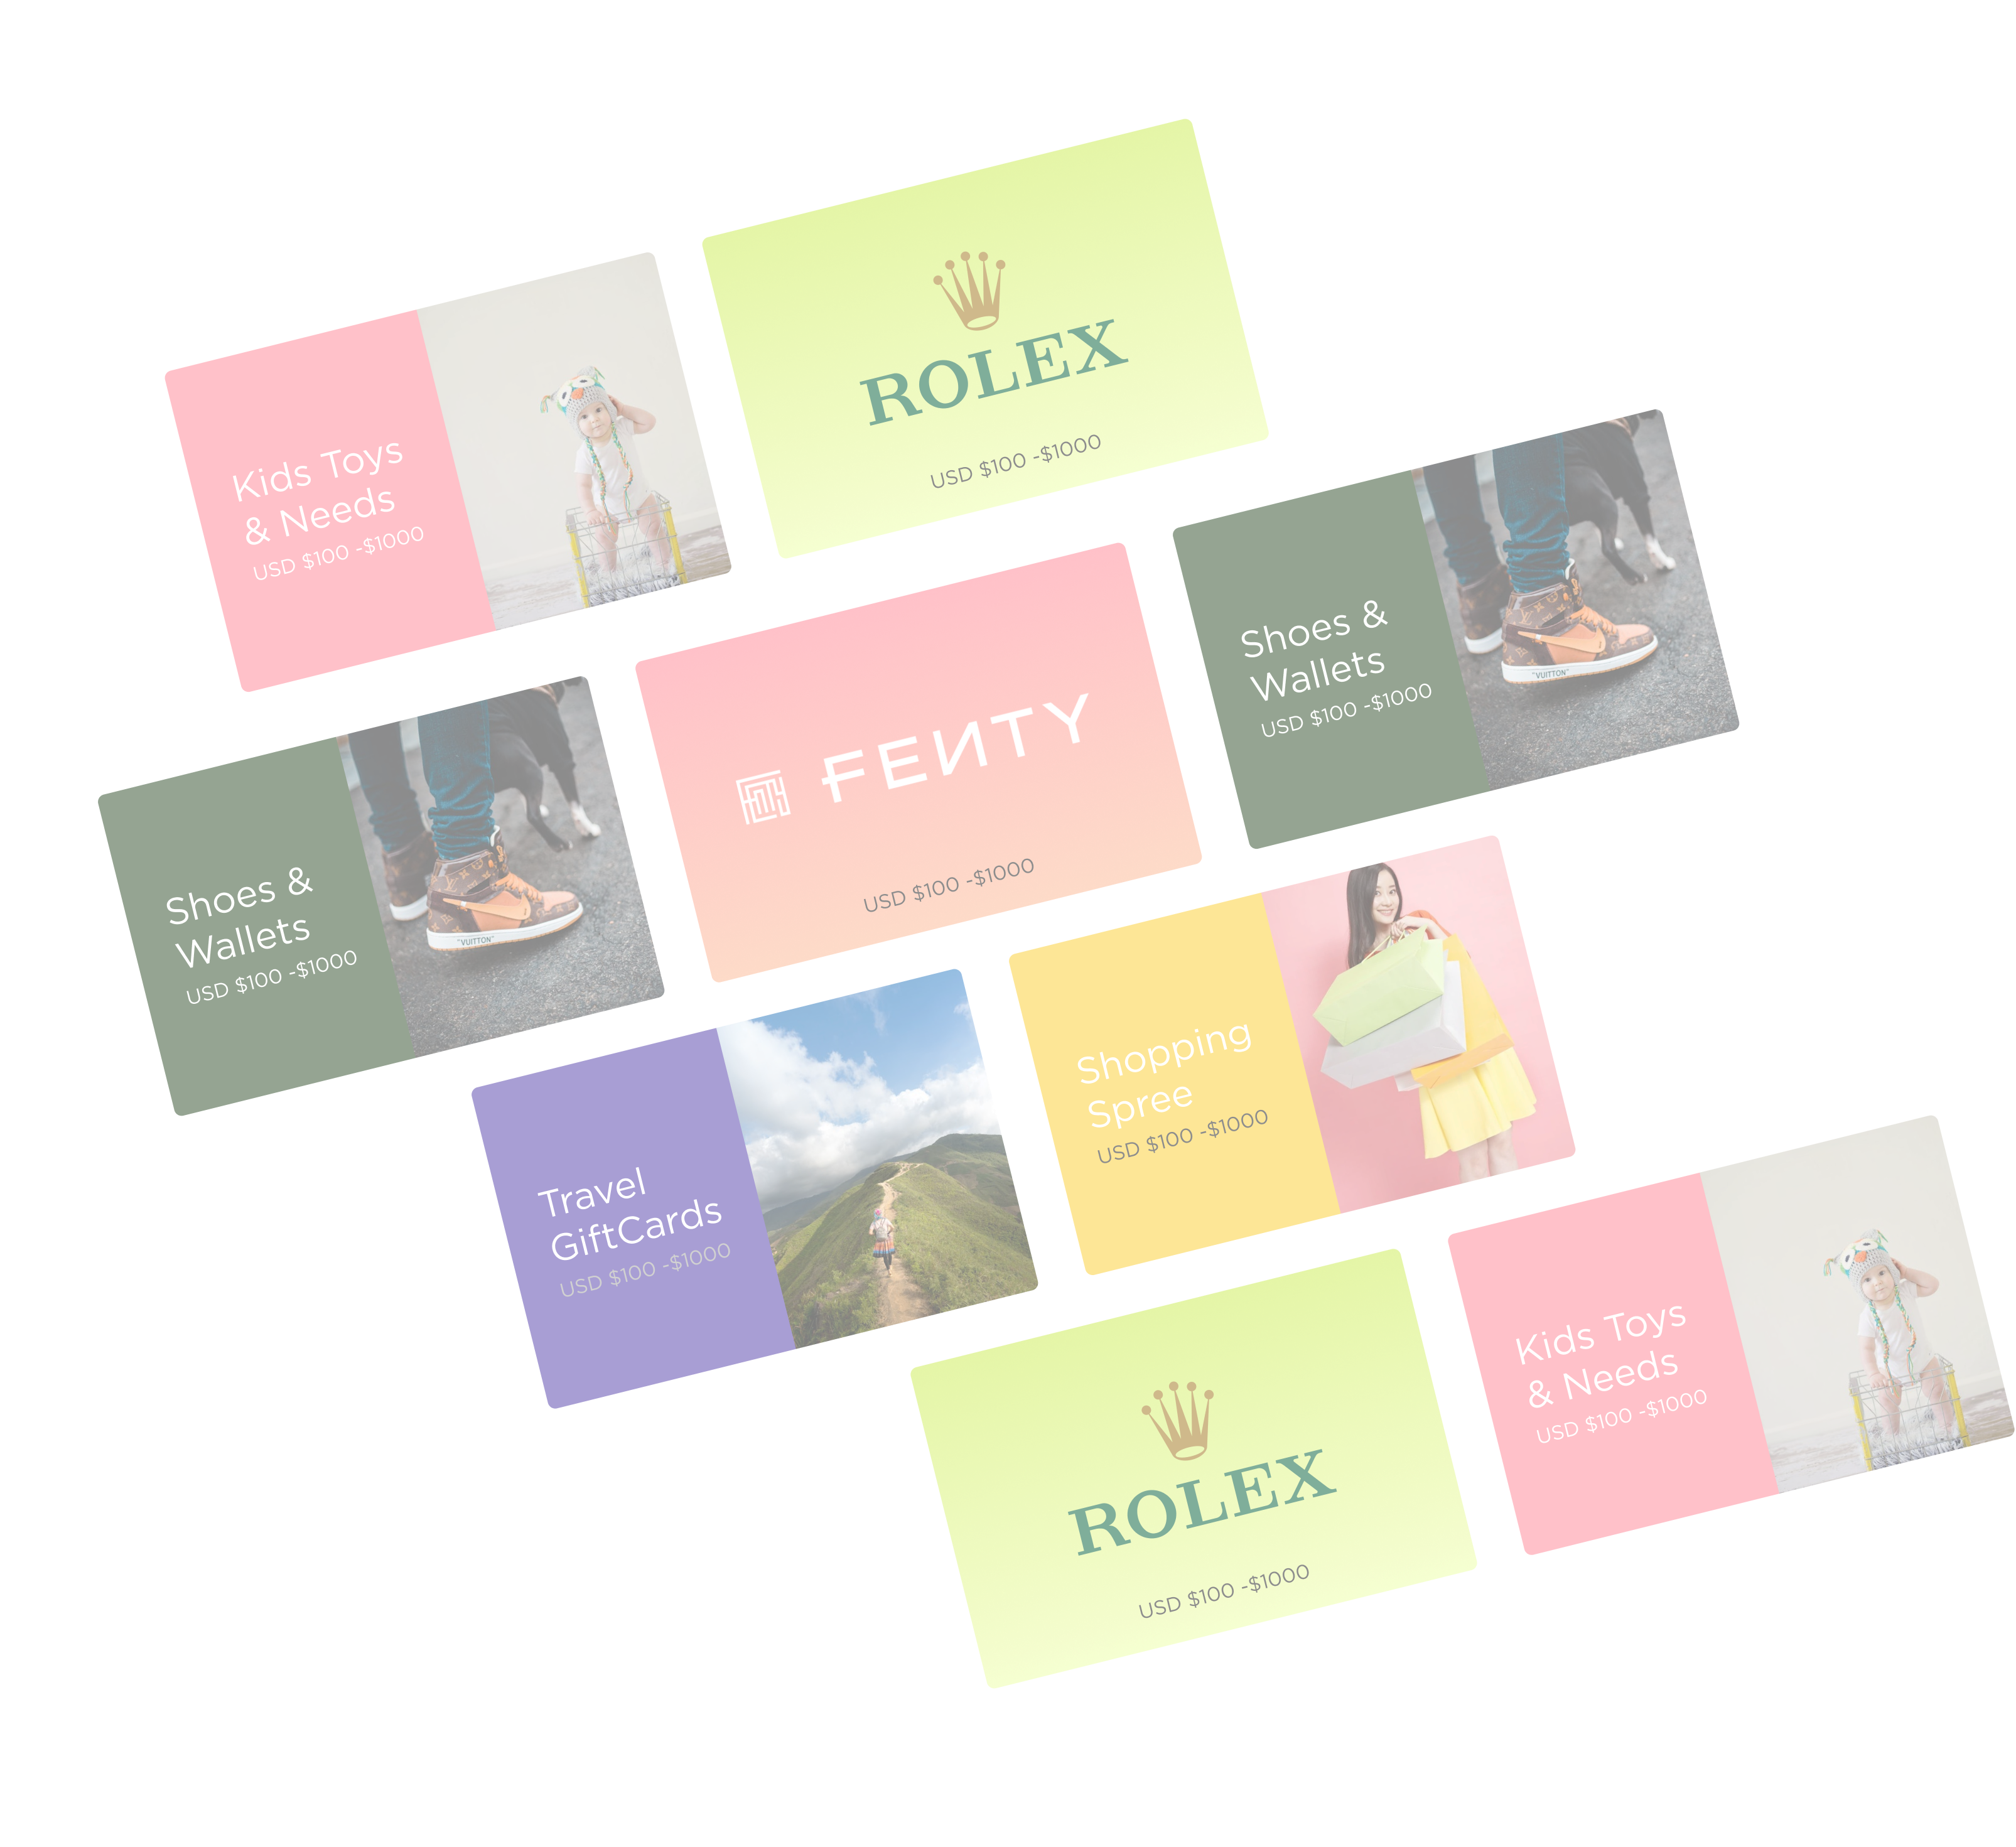 Kids Toys
& Needs
USD $100 -$1000
ROLEX
USD $100 -$1000
Shoes &
Wallets
USD $100 -$1000
"VUITTON"
FEИTY
USD $100 -$1000
Shoes &
Wallets
USD $100 -$1000
"VUITTON"
Travel
GiftCards
USD $100 -$1000
Shopping
Spree
USD $100 -$1000
ROLEX
USD $100 -$1000
Kids Toys
& Needs
USD $100 -$1000